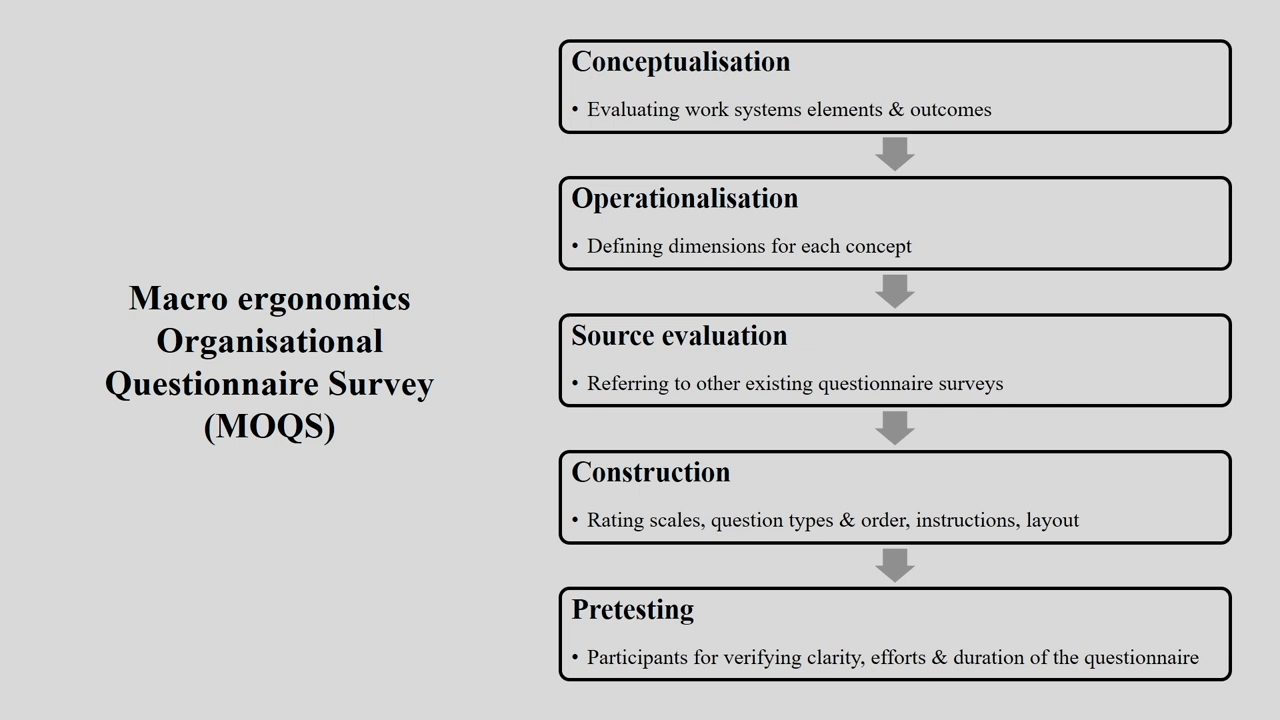 Macro ergonomics
Organisational
Questionnaire Survey
(MOQS)
Conceptualisation
• Evaluating work systems elements & outcomes
Operationalisation
• Defining dimensions for each concept
Source evaluation
• Referring to other existing questionnaire surveys
Construction
• Rating scales, question types & order, instructions, layout
Pretesting
• Participants for verifying clarity, efforts & duration of the questionnaire